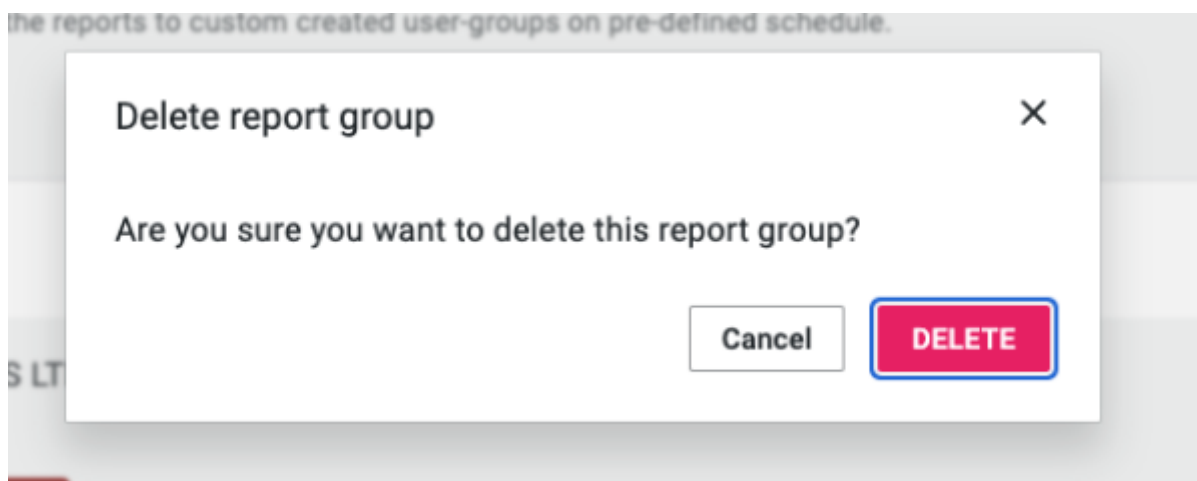 the reports to custom created user-groups on pre-defined schedule.
Delete report group
Are you sure you want to delete this report group?
Cancel
DELETE
S LT